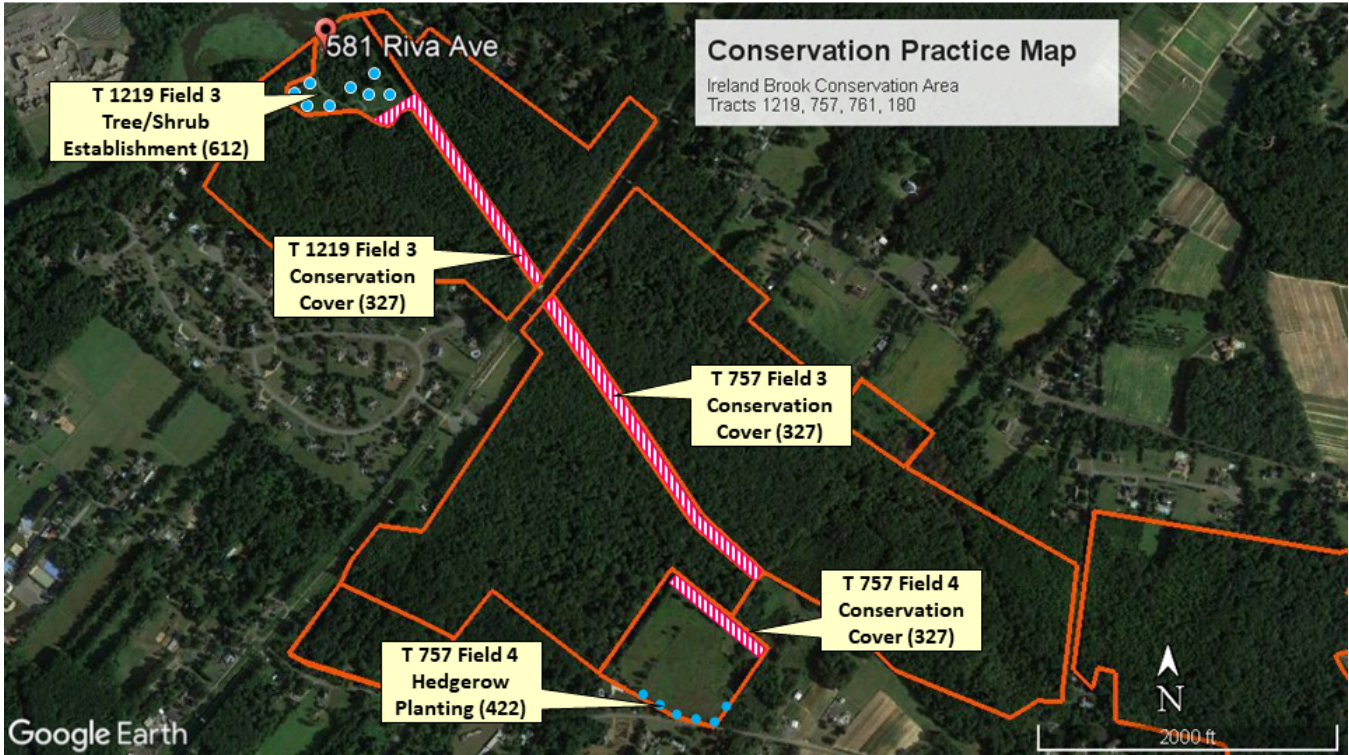 581 Riva Ave
Conservation Practice Map
Ireland Brook Conservation Area
Tracts 1219, 757, 761, 180
T 1219 Field 3
Tree/Shrub
Establishment (612)
T 1219 Field 3
Conservation
Cover (327)
T 757 Field 3
Conservation
Cover (327)
T 757 Field 4
Conservation
Cover (327)
T 757 Field 4
Hedgerow
Planting (422)
N
2000 ft
Google Earth